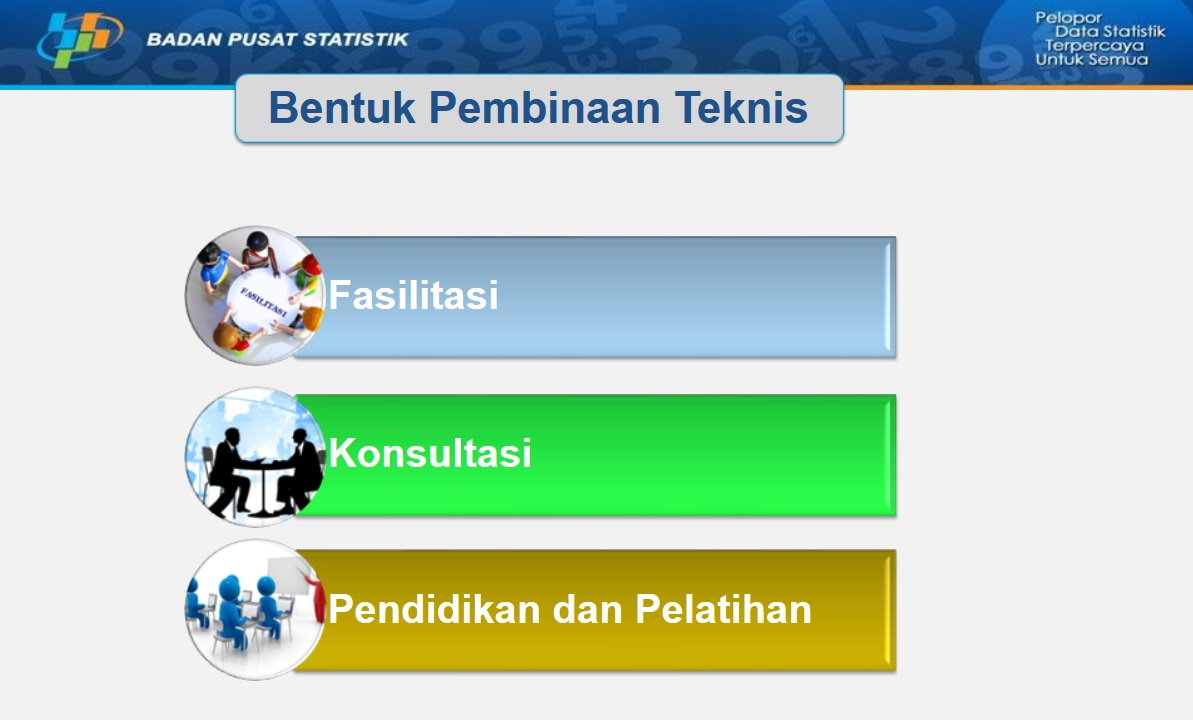 BADAN PUSAT STATISTIK
Pelopor
Data Statistik
Terpercaya
Untuk Semua
Bentuk Pembinaan Teknis
FASILITASI
Fasilitasi
Konsultasi
Pendidikan dan Pelatihan